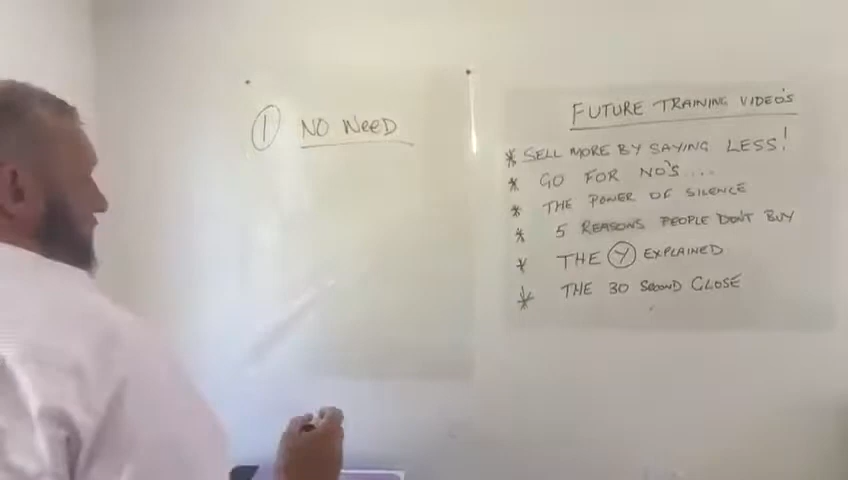 ① NO NEED
FUTURE TRAINING VIDEO'S
* SELL MORE BY SAYING LESS!
* GO FOR NO'S....
* THE POWER OF SILENCE
* 5 REASONS PEOPLE DON'T BUY
* THE Ⓨ EXPLAINED
* THE 30 SECOND CLOSE